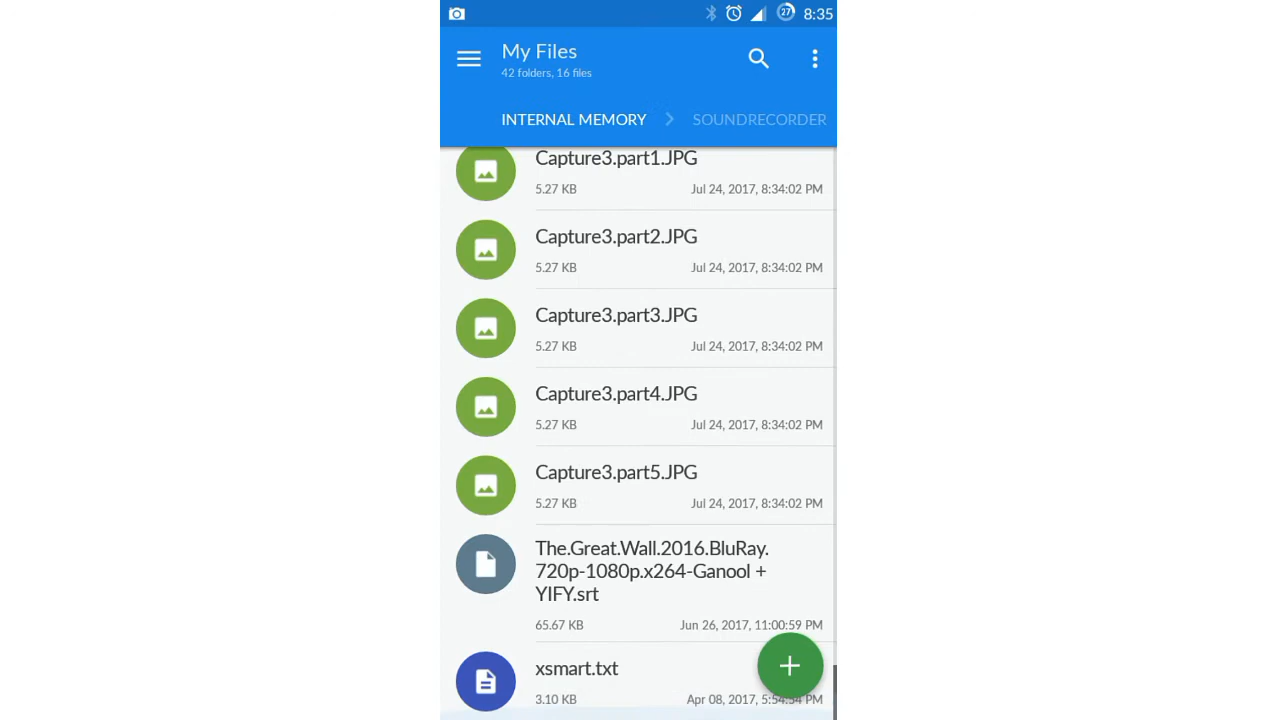 27
8:35
My Files
42 folders, 16 files
INTERNAL MEMORY
SOUNDRECORDER
Capture3.part1.JPG
5.27 KB
Jul 24, 2017, 8:34:02 PM
Capture3.part2.JPG
5.27 KB
Jul 24, 2017, 8:34:02 PM
Capture3.part3.JPG
5.27 KB
Jul 24, 2017, 8:34:02 PM
Capture3.part4.JPG
5.27 KB
Jul 24, 2017, 8:34:02 PM
Capture3.part5.JPG
5.27 KB
Jul 24, 2017, 8:34:02 PM
The.Great.Wall.2016.BluRay.
720p-1080p.x264-Ganool +
YIFY.srt
65.67 KB
Jun 26, 2017, 11:00:59 PM
xsmart.txt
3.10 KB
Apr 08, 2017, 5:54:54 PM